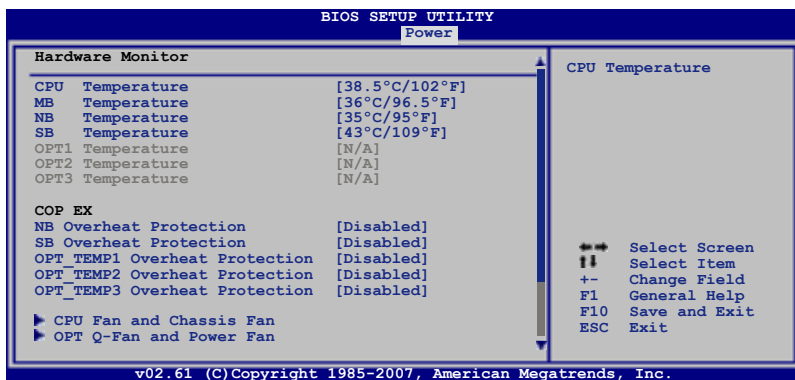 BIOS SETUP UTILITY
Power
Hardware Monitor
CPU Temperature [38.5°C/102°F]
MB Temperature [36°C/96.5°F]
NB Temperature [35°C/95°F]
SB Temperature [43°C/109°F]
OPT1 Temperature [N/A]
OPT2 Temperature [N/A]
OPT3 Temperature [N/A]
COP EX
NB Overheat Protection [Disabled]
SB Overheat Protection [Disabled]
OPT_TEMP1 Overheat Protection [Disabled]
OPT_TEMP2 Overheat Protection [Disabled]
OPT_TEMP3 Overheat Protection [Disabled]
CPU Fan and Chassis Fan
OPT Q-Fan and Power Fan
CPU Temperature
Select Screen
Select Item
+- Change Field
F1 General Help
F10 Save and Exit
ESC Exit
v02.61 (C)Copyright 1985-2007, American Megatrends, Inc.